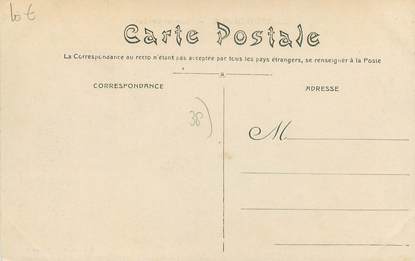 lot
Carte Postale
La Correspondance au recto n'étant pas acceptée par tous les pays étrangers, se renseigner à la Poste
A
CORRESPONDANCE
ADRESSE
38)
M